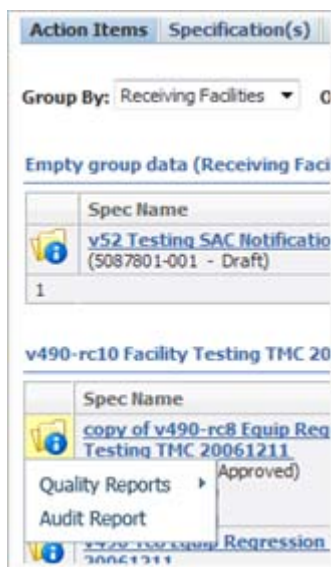 Action Items Specification(s)
Group By: Receiving Facilities
Empty group data (Receiving Faci
Spec Name
v52 Testing SAC Notificatio
(5087801-001 - Draft)
1
v490-rc10 Facility Testing TMC 20
Spec Name
copy of v490-rc8 Equip Reg
Testing TMC 20061211
Approved)
Quality Reports
Audit Report
v490-rc8 Equip Regression
20061211